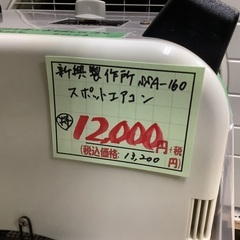 新興製作所 NSA-160
スポットエアコン
12,000円+税
(税込価格: 13,200円)